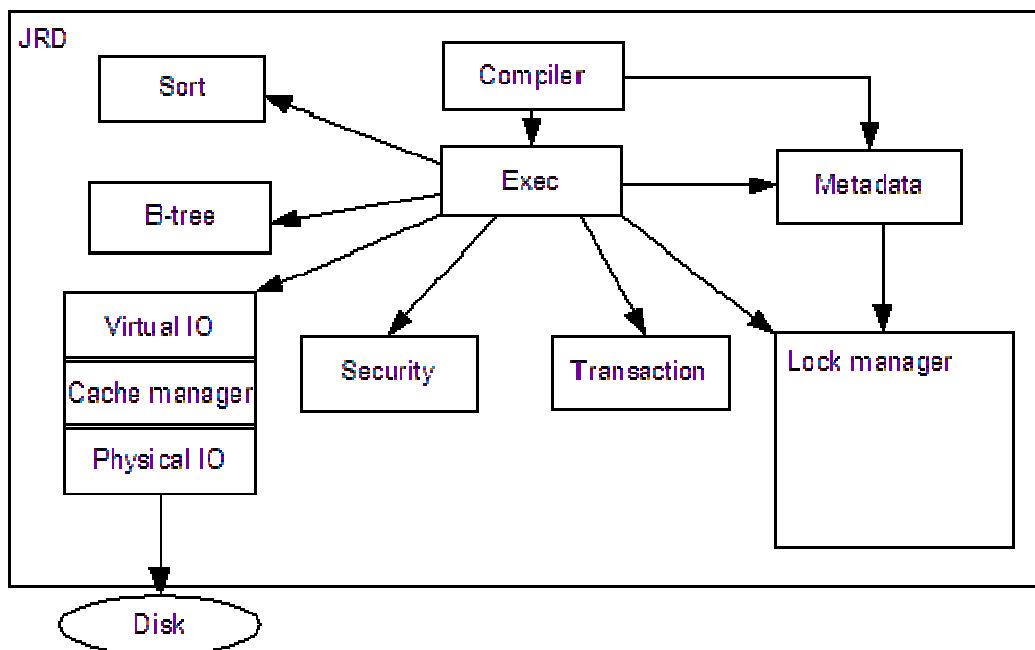 JRD
Sort
Compiler
Exec
Metadata
B-tree
Virtual IO
Cache manager
Physical IO
Security
Transaction
Lock manager
Disk